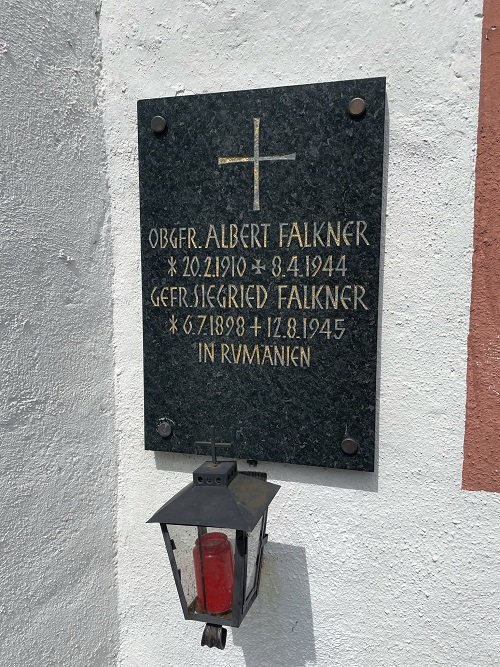 OBGFR. ALBERT FALKNER
* 20.2.1910 ✠ 8.4.1944
GEFR. SIEGRIED FALKNER
* 6.7.1898 + 12.8.1945
IN RVMÄNIEN